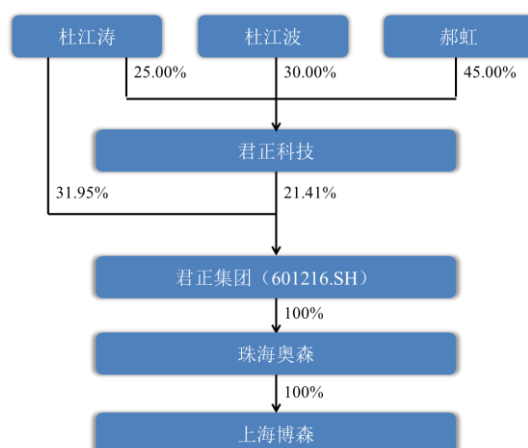 杜江涛
杜江波
郝虹
25.00%
30.00%
45.00%
君正科技
31.95%
21.41%
君正集团（601216.SH）
100%
珠海奥森
100%
上海博森